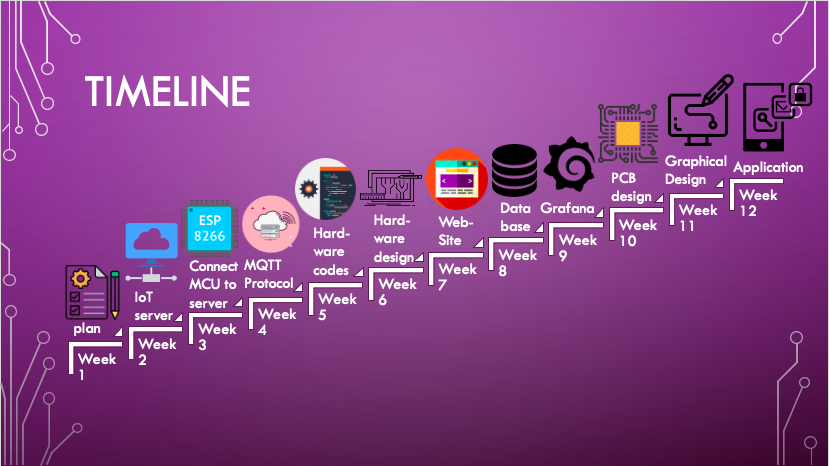 TIMELINE
plan
Week
1
IoT
server
Week
2
ESP
8266
Connect
MCU to
server
Week
3
MQTT
Protocol
Week
4
Hard-
ware
codes
Week
5
Hard-
ware
design
Week
6
Web-
Site
Week
7
Data
base
Week
8
Grafana
Week
9
PCB
design
Week
10
Graphical
Design
Week
11
Application
Week
12